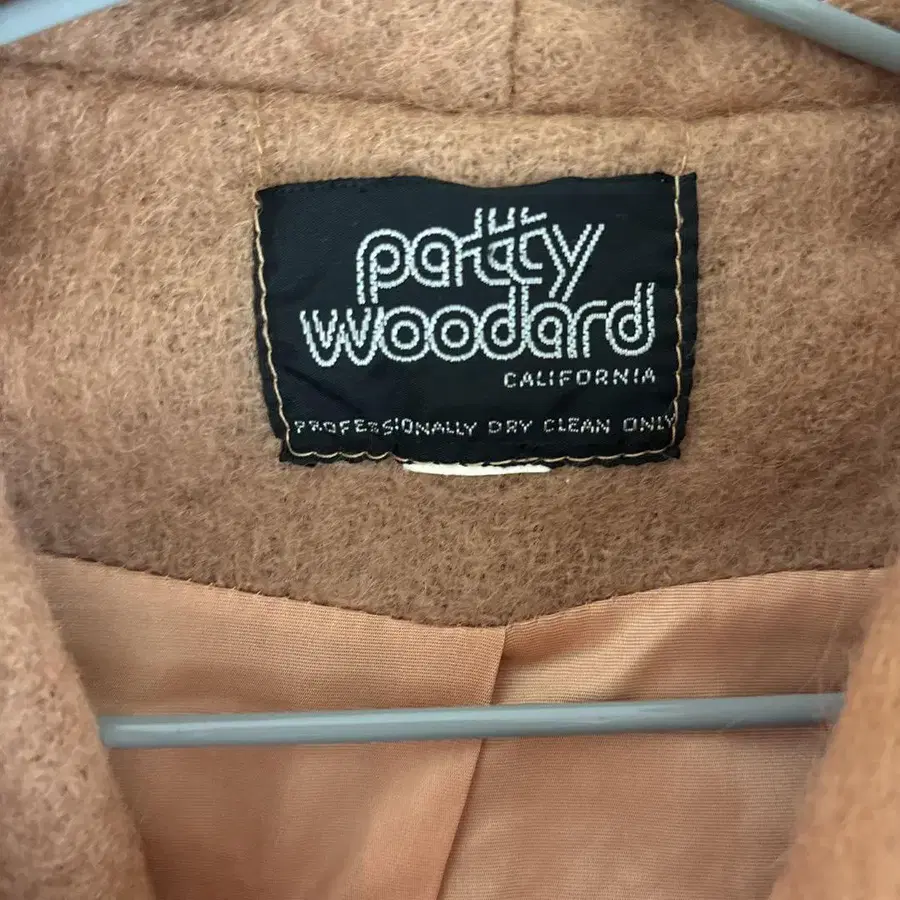 patty
woodard
CALIFORNIA
PROFESSIONALLY DRY CLEAN ONLY